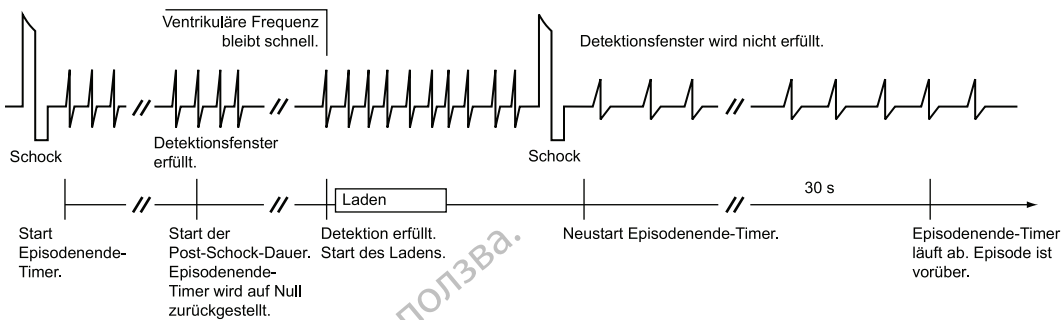 Ventrikuläre Frequenz
bleibt schnell.
Detektionsfenster wird nicht erfüllt.
Schock
Detektionsfenster
erfüllt.
Schock
Laden
30 s
Start
Episodenende-
Timer.
Start der
Post-Schock-Dauer.
Episodenende-
Timer wird auf Null
zurückgestellt.
Detektion erfüllt.
Start des Ladens.
Neustart Episodenende-Timer.
Episodenende-Timer
läuft ab. Episode ist
vorüber.
ползва.